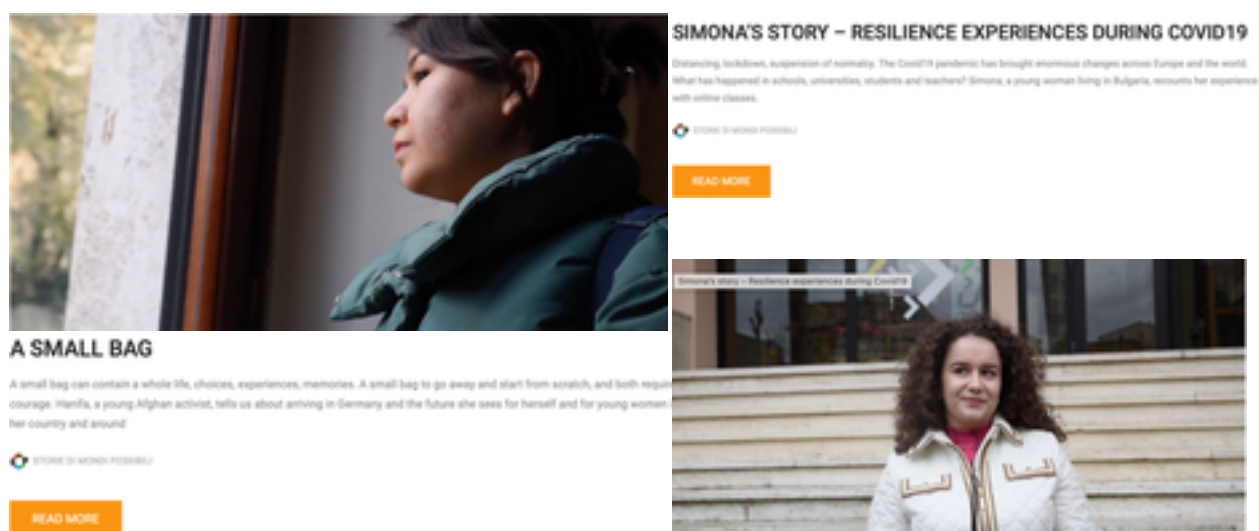 SIMONA'S STORY – RESILIENCE EXPERIENCES DURING COVID19
Distancing, lockdown, suspension of normalcy. The Covid19 pandemic has brought enormous changes across Europe and the world.
What has happened in schools, universities, students and teachers? Simona, a young woman living in Bulgaria, recounts her experience
with online classes.
STORIE DI MONDI POSSIBILI
READ MORE
Simona's story – Resilience experiences during Covid19
A SMALL BAG
A small bag can contain a whole life, choices, experiences, memories. A small bag to go away and start from scratch, and both requir
courage. Hanifa, a young Afghan activist, tells us about arriving in Germany and the future she sees for herself and for young women
her country and around
STORIE DI MONDI POSSIBILI
READ MORE